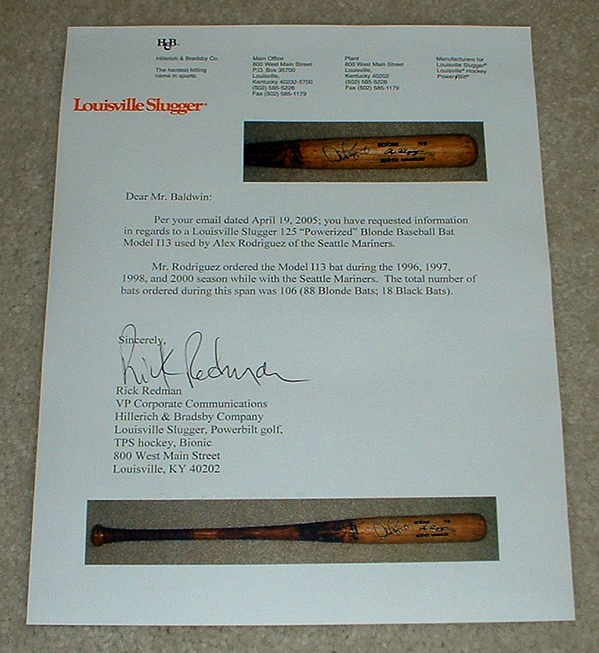 H&B.
Hillerich & Bradsby Co.
The hardest hitting
name in sports.
Main Office
800 West Main Street
P.O. Box 35700
Louisville,
Kentucky 40232-5700
(502) 585-5226
Fax (502) 585-1179
Plant
800 West Main Street
Louisville,
Kentucky 40202
(502) 585-5226
Fax (502) 585-1179
Manufacturers for
Louisville Slugger®
Louisville® Hockey
PowerBilt®
Louisville Slugger®
GENUINE I13
Dear Mr. Baldwin:
Per your email dated April 19, 2005; you have requested information
in regards to a Louisville Slugger 125 “Powerized” Blonde Baseball Bat
Model I13 used by Alex Rodriguez of the Seattle Mariners.
Mr. Rodriguez ordered the Model I13 bat during the 1996, 1997,
1998, and 2000 season while with the Seattle Mariners. The total number of
bats ordered during this span was 106 (88 Blonde Bats; 18 Black Bats).
Sincerely,
Rick Redman
Rick Redman
VP Corporate Communications
Hillerich & Bradsby Company
Louisville Slugger, Powerbilt golf,
TPS hockey, Bionic
800 West Main Street
Louisville, KY 40202